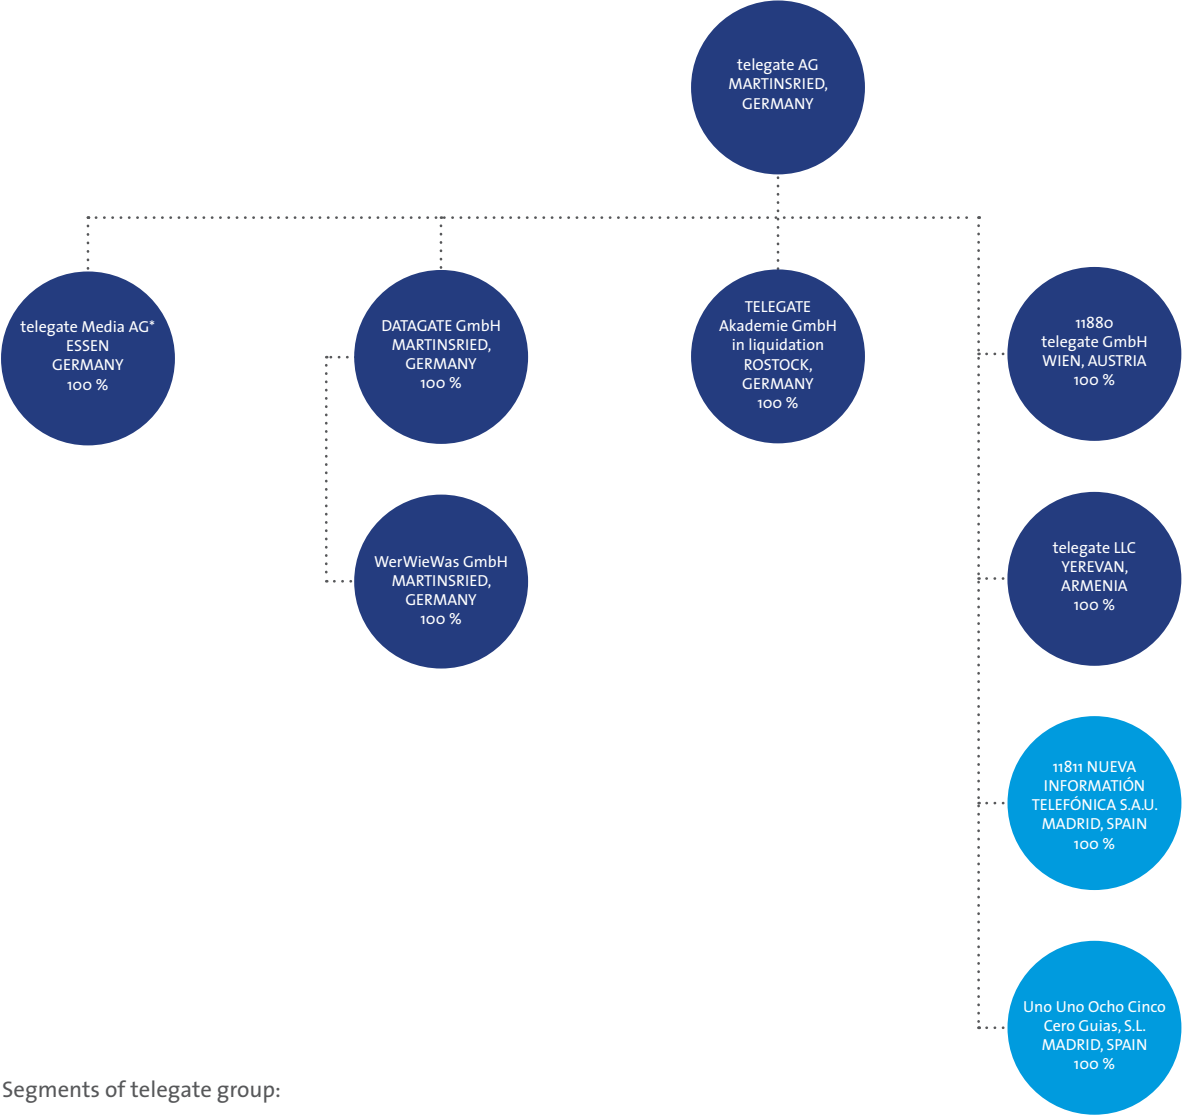 telegate AG
MARTINSRIED,
GERMANY
telegate Media AG*
ESSEN
GERMANY
100 %
DATAGATE GmbH
MARTINSRIED,
GERMANY
100 %
TELEGATE
Akademie GmbH
in liquidation
ROSTOCK,
GERMANY
100 %
11880
telegate GmbH
WIEN, AUSTRIA
100 %
WerWieWas GmbH
MARTINSRIED,
GERMANY
100 %
telegate LLC
YEREVAN,
ARMENIA
100 %
11811 NUEVA
INFORMATIÓN
TELEFÓNICA S.A.U.
MADRID, SPAIN
100 %
Uno Uno Ocho Cinco
Cero Guias, S.L.
MADRID, SPAIN
100 %
Segments of telegate group: